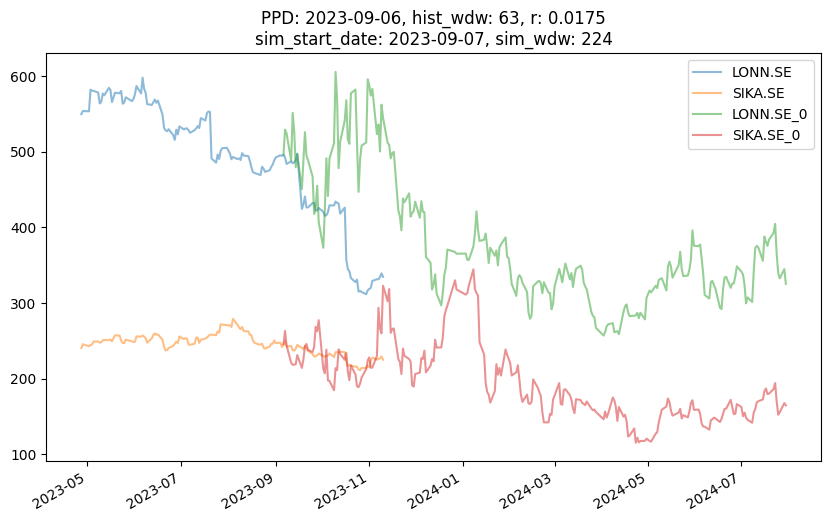 PPD: 2023-09-06, hist_wdw: 63, r: 0.0175
sim_start_date: 2023-09-07, sim_wdw: 224
LONN.SE
SIKA.SE
LONN.SE_0
SIKA.SE_0
600
500
400
300
200
100
2023-05
2023-07
2023-09
2023-11
2024-01
2024-03
2024-05
2024-07